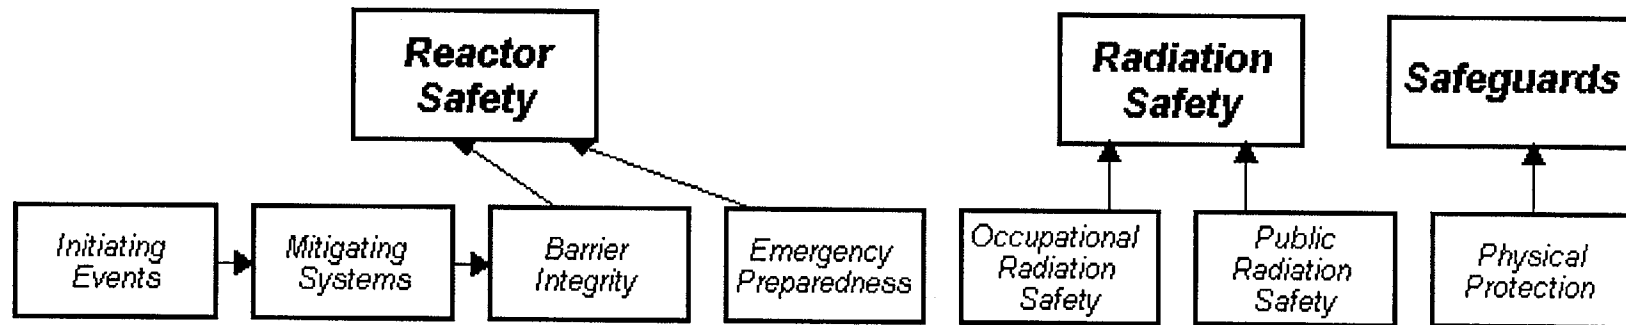 Reactor
Safety
Radiation
Safety
Safeguards
Initiating
Events
Mitigating
Systems
Barrier
Integrity
Emergency
Preparedness
Occupational
Radiation
Safety
Public
Radiation
Safety
Physical
Protection